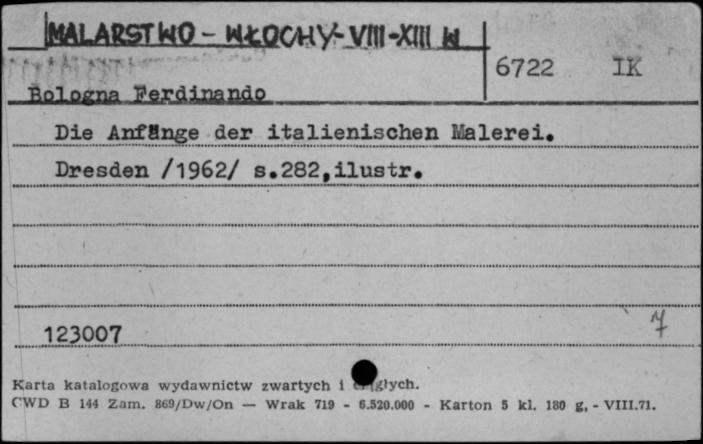 MALARSTWO - WŁOCHY - VIII-XIII W
6722 IK
Bologna Ferdinando
Die Anfänge der italienischen Malerei.
Dresden /1962/ s.282,ilustr.
123007
7
Karta katalogowa wydawnictw zwartych i ciągłych.
CWD B 144 Zam. 869/Dw/On — Wrak 719 - 6.520.000 - Karton 5 kl. 180 g, - VIII.71.